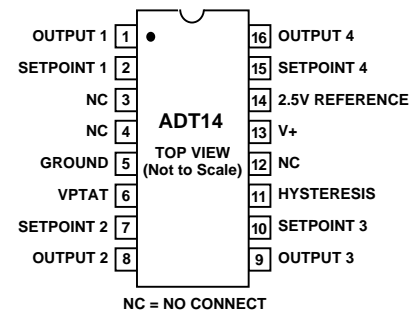 OUTPUT 1 1 16 OUTPUT 4
SETPOINT 1 2 15 SETPOINT 4
NC 3 14 2.5V REFERENCE
NC 4 ADT14 13 V+
GROUND 5 TOP VIEW 12 NC
(Not to Scale)
VPTAT 6 11 HYSTERESIS
SETPOINT 2 7 10 SETPOINT 3
OUTPUT 2 8 9 OUTPUT 3
NC = NO CONNECT